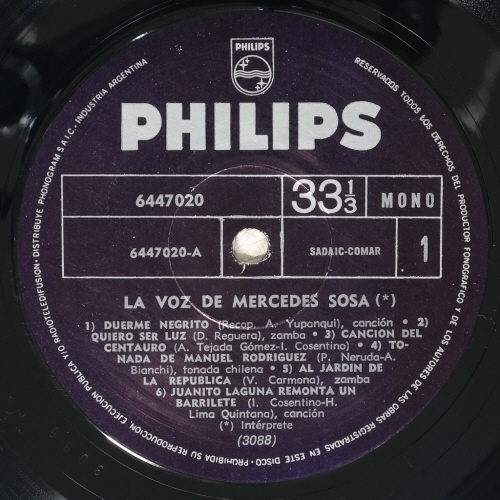 PHILIPS
PHILIPS
6447020
33 1/3
MONO
6447020-A
SADAIC-COMAR
1
LA VOZ DE MERCEDES SOSA (*)
1) DUERME NEGRITO (Recop. A. Yupanqui), canción • 2)
QUIERO SER LUZ (D. Reguera), zamba • 3) CANCION DEL
CENTAURO (A. Tejada Gómez-I. Cosentino) • 4) TO-
NADA DE MANUEL RODRIGUEZ (P. Neruda-A.
Bianchi), tonada chilena • 5) AL JARDIN DE
LA REPUBLICA (V. Carmona), zamba
6) JUANITO LAGUNA REMONTA UN
BARRILETE (I. Cosentino-H.
Lima Quintana), canción
(*) Intérprete
(3088)
RESERVADOS TODOS LOS DERECHOS DEL PRODUCTOR FONOGRAFICO Y DE LOS AUTORES DE LAS OBRAS REGISTRADAS EN ESTE DISCO • PROHIBIDA SU REPRODUCCION, EJECUCION PUBLICA Y/O RADIOTELEDIFUSION • DISTRIBUYE PHONOGRAM S.A.I.C. • INDUSTRIA ARGENTINA